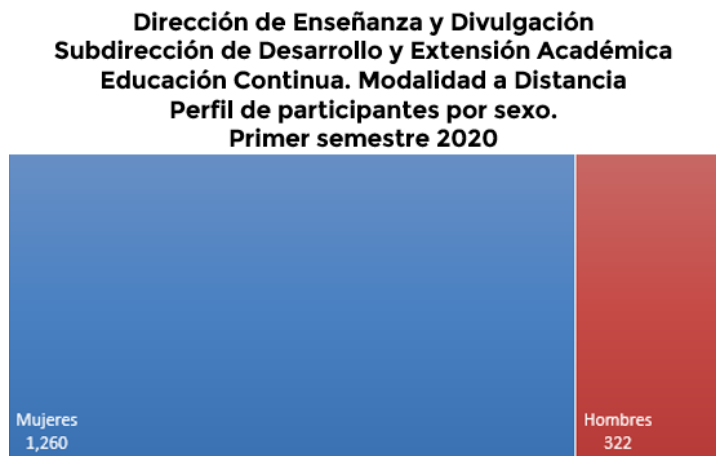 Dirección de Enseñanza y Divulgación
Subdirección de Desarrollo y Extensión Académica
Educación Continua. Modalidad a Distancia
Perfil de participantes por sexo.
Primer semestre 2020
Mujeres
1,260
Hombres
322